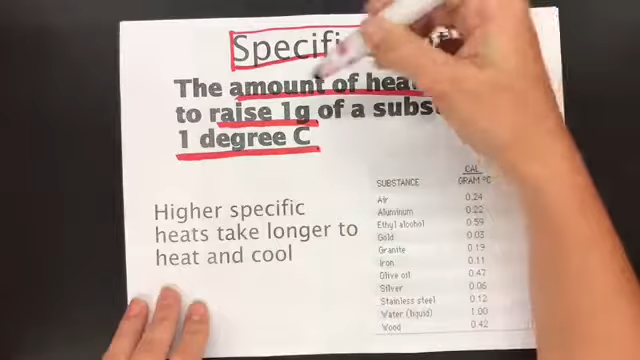 Specifi
The amount of hea
to raise 1g of a subs
1 degree C
Higher specific
heats take longer to
heat and cool
SUBSTANCE CAL GRAM °C
Air 0.24
Aluminum 0.22
Ethyl alcohol 0.59
Gold 0.03
Granite 0.19
Iron 0.11
Olive oil 0.47
Silver 0.06
Stainless steel 0.12
Water (liquid) 1.00
Wood 0.42